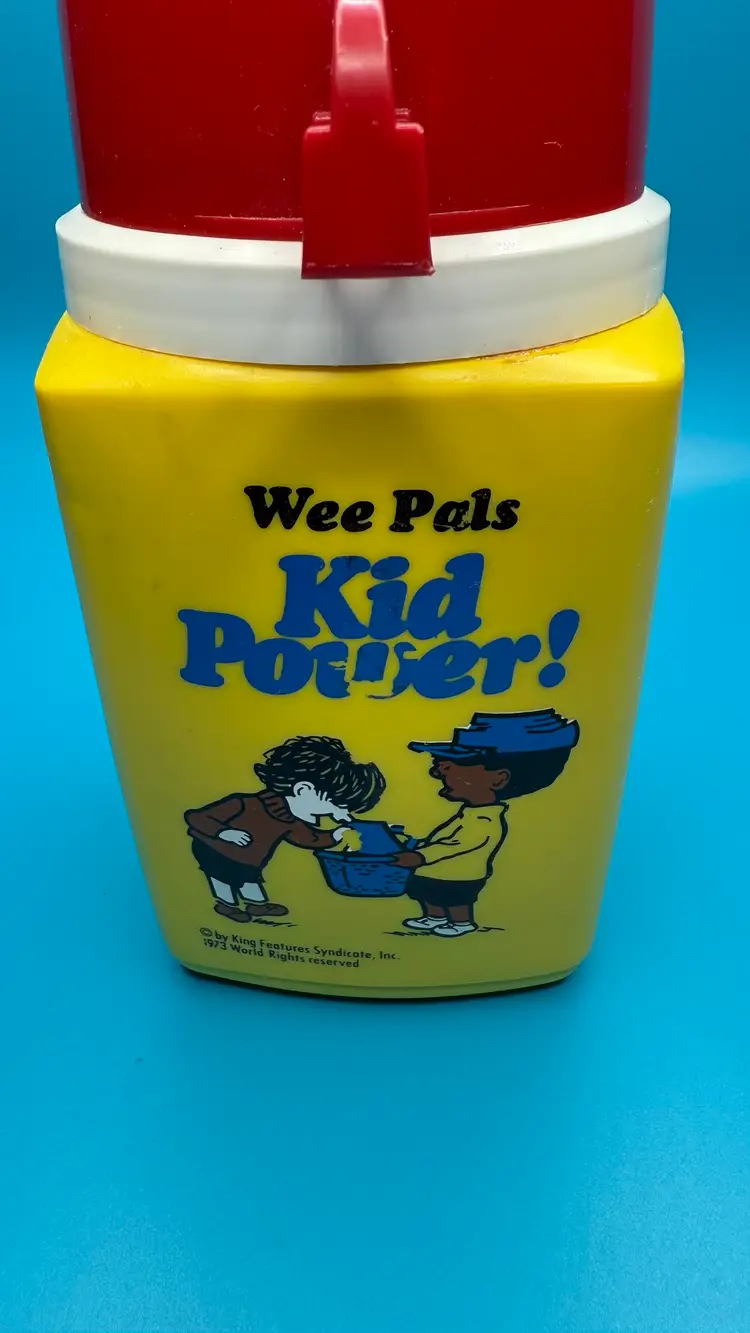 Wee Pals
Kid
Power!
© by King Features Syndicate, Inc.
1973 World Rights reserved